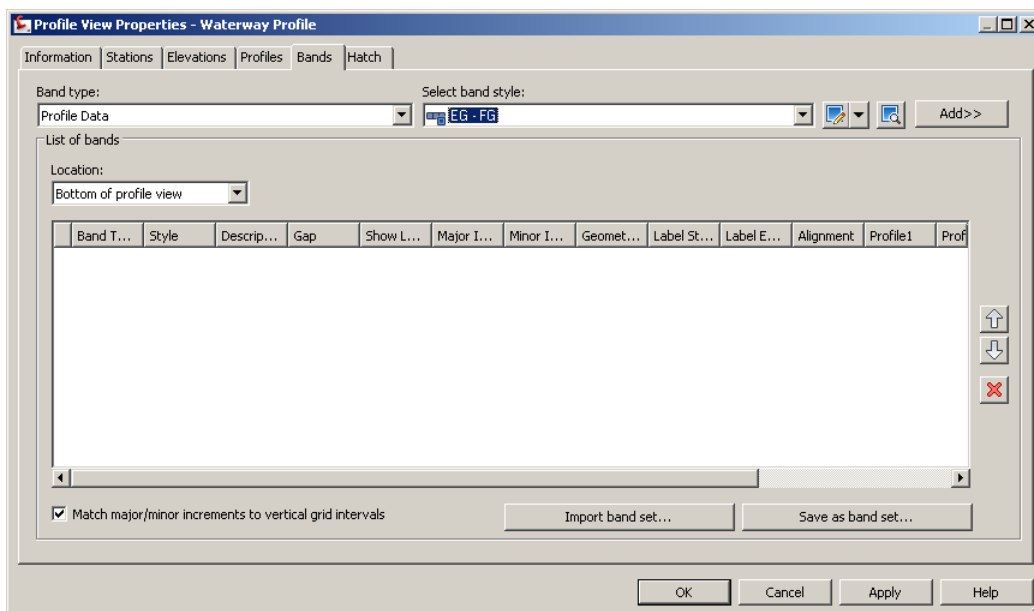 Profile View Properties - Waterway Profile
Information Stations Elevations Profiles Bands Hatch
Band type: Select band style:
Profile Data EG - FG Add>>
List of bands
Location:
Bottom of profile view
Band T... Style Descrip... Gap Show L... Major I... Minor I... Geomet... Label St... Label E... Alignment Profile1 Prof
Match major/minor increments to vertical grid intervals Import band set... Save as band set...
OK Cancel Apply Help